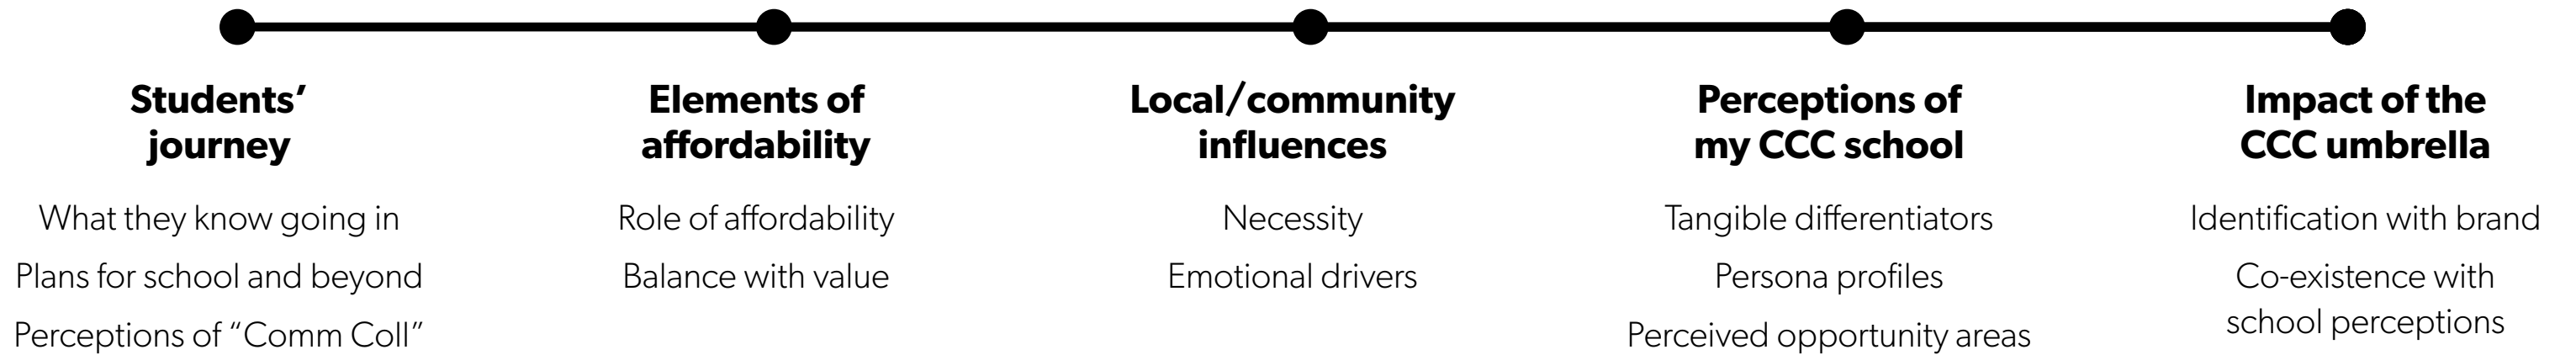 Students’
journey
What they know going in
Plans for school and beyond
Perceptions of “Comm Coll”
Elements of
affordability
Role of affordability
Balance with value
Local/community
influences
Necessity
Emotional drivers
Perceptions of
my CCC school
Tangible differentiators
Persona profiles
Perceived opportunity areas
Impact of the
CCC umbrella
Identification with brand
Co-existence with
school perceptions